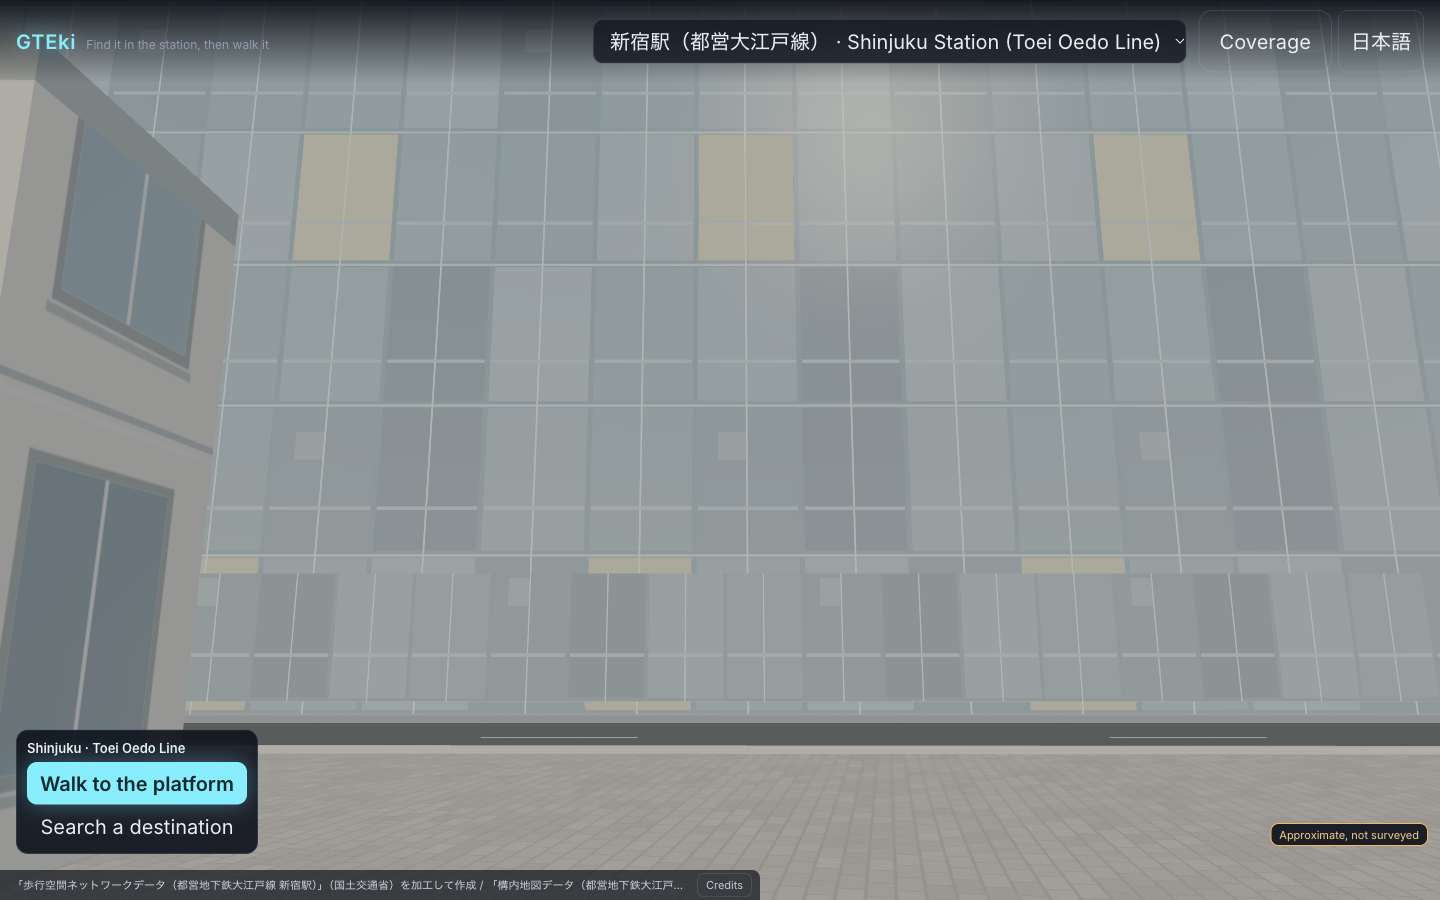 GTEki Find it in the station, then walk it
新宿駅（都営大江戸線） · Shinjuku Station (Toei Oedo Line)
Coverage
日本語
Shinjuku · Toei Oedo Line
Walk to the platform
Search a destination
Approximate, not surveyed
「歩行空間ネットワークデータ（都営地下鉄大江戸線 新宿駅）」（国土交通省）を加工して作成 / 「構内地図データ（都営地下鉄大江戸...
Credits